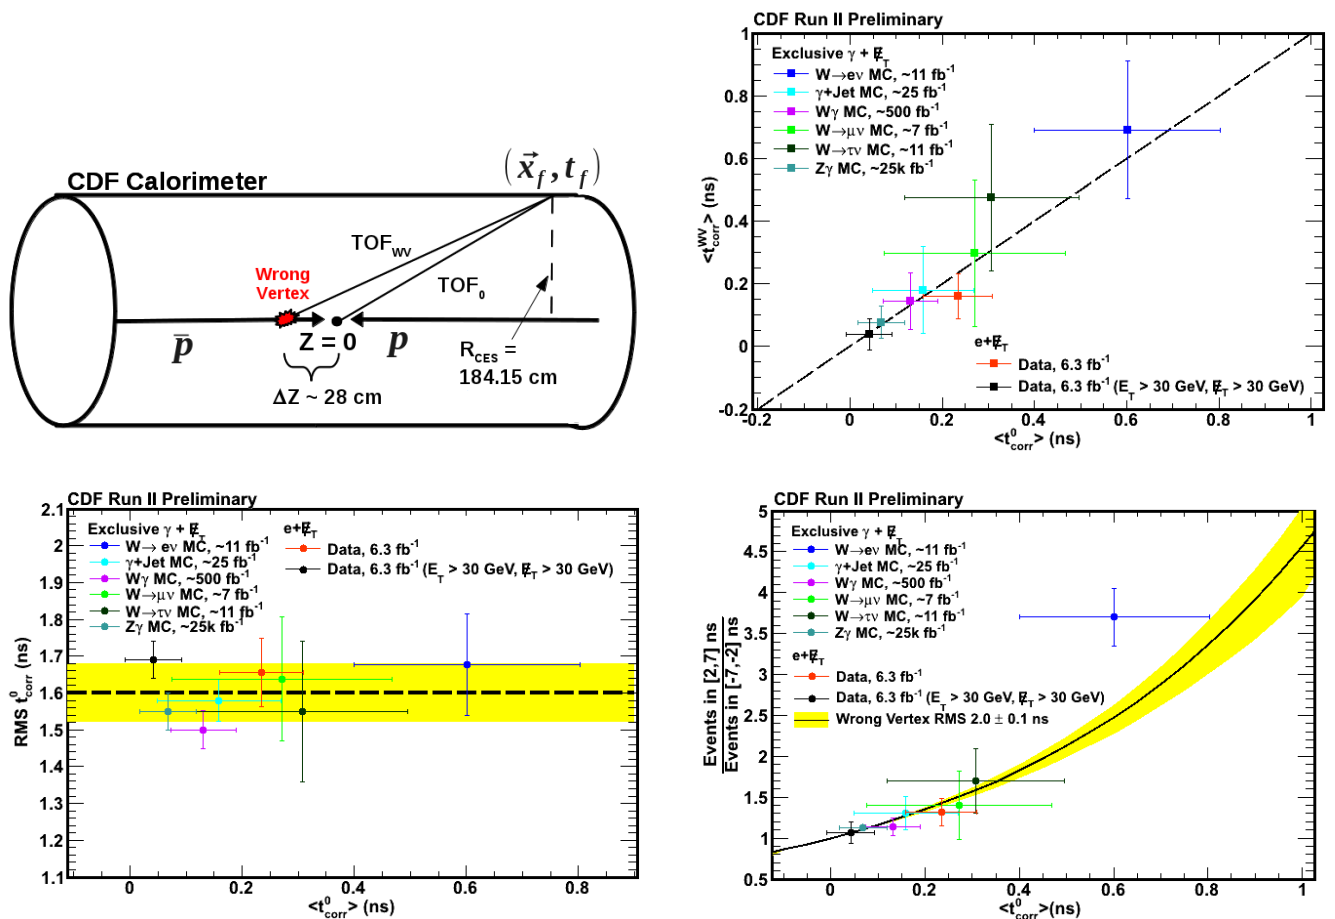 CDF Calorimeter
(x⃗_f, t_f)
TOF_WV
TOF_0
Wrong
Vertex
p̅
Z = 0
p
R_CES =
184.15 cm
ΔZ ~ 28 cm
CDF Run II Preliminary
Exclusive γ + E̸_T
W→eν MC, ~11 fb⁻¹
γ+Jet MC, ~25 fb⁻¹
Wγ MC, ~500 fb⁻¹
W→μν MC, ~7 fb⁻¹
W→τν MC, ~11 fb⁻¹
Zγ MC, ~25k fb⁻¹
e+E̸_T
Data, 6.3 fb⁻¹
Data, 6.3 fb⁻¹ (E_T > 30 GeV, E̸_T > 30 GeV)
<t^WV_corr> (ns)
1
0.8
0.6
0.4
0.2
0
-0.2
-0.2 0 0.2 0.4 0.6 0.8 1
<t^0_corr> (ns)
CDF Run II Preliminary
Exclusive γ + E̸_T
W→ eν MC, ~11 fb⁻¹
γ+Jet MC, ~25 fb⁻¹
Wγ MC, ~500 fb⁻¹
W→μν MC, ~7 fb⁻¹
W→τν MC, ~11 fb⁻¹
Zγ MC, ~25k fb⁻¹
e+E̸_T
Data, 6.3 fb⁻¹
Data, 6.3 fb⁻¹ (E_T > 30 GeV, E̸_T > 30 GeV)
RMS t^0_corr (ns)
2.1
2
1.9
1.8
1.7
1.6
1.5
1.4
1.3
1.2
1.1
0 0.2 0.4 0.6 0.8
<t^0_corr> (ns)
CDF Run II Preliminary
Exclusive γ + E̸_T
W→eν MC, ~11 fb⁻¹
γ+Jet MC, ~25 fb⁻¹
Wγ MC, ~500 fb⁻¹
W→μν MC, ~7 fb⁻¹
W→τν MC, ~11 fb⁻¹
Zγ MC, ~25k fb⁻¹
e+E̸_T
Data, 6.3 fb⁻¹
Data, 6.3 fb⁻¹ (E_T > 30 GeV, E̸_T > 30 GeV)
Wrong Vertex RMS 2.0 ± 0.1 ns
Events in [2,7] ns
Events in [-7,-2] ns
5
4.5
4
3.5
3
2.5
2
1.5
1
0.5
0 0.2 0.4 0.6 0.8 1
<t^0_corr> (ns)